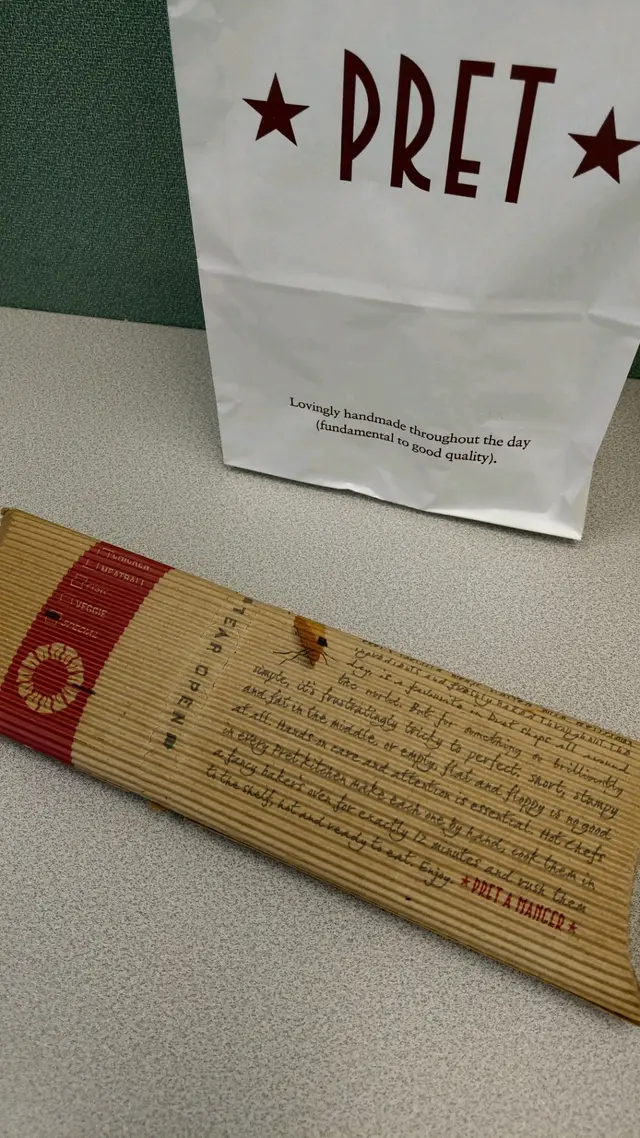 ★ PRET ★
Lovingly handmade throughout the day
(fundamental to good quality).
CHICKEN
MEATBALL
VEGGIE
SPECIAL
TEAR OPEN
day, is a favourite in best shape all around
the world. But for something so brilliantly
simple, it's frustratingly tricky to perfect, short, stumpy
and fat in the middle, or empty, flat and floppy is no good
at all. Hands-on care and attention is essential. Hot Chefs
in every Pret kitchen make each one by hand, cook them in
a fancy baker's oven for exactly 12 minutes and rush them
to the shelf, hot and ready to eat. Enjoy.
★ PRET A MANGER ★